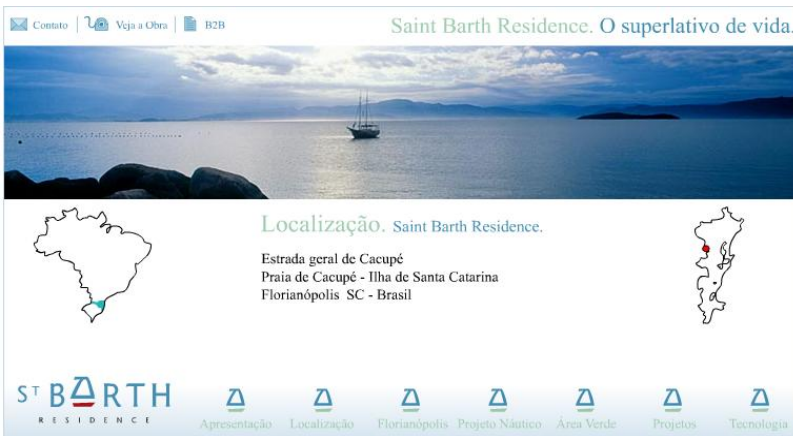 Contato | Veja a Obra | B2B
Saint Barth Residence. O superlativo de vida.
Localização. Saint Barth Residence.
Estrada geral de Cacupé
Praia de Cacupé - Ilha de Santa Catarina
Florianópolis SC - Brasil
ST BARTH
RESIDENCE
Apresentação Localização Florianópolis Projeto Náutico Área Verde Projetos Tecnologia